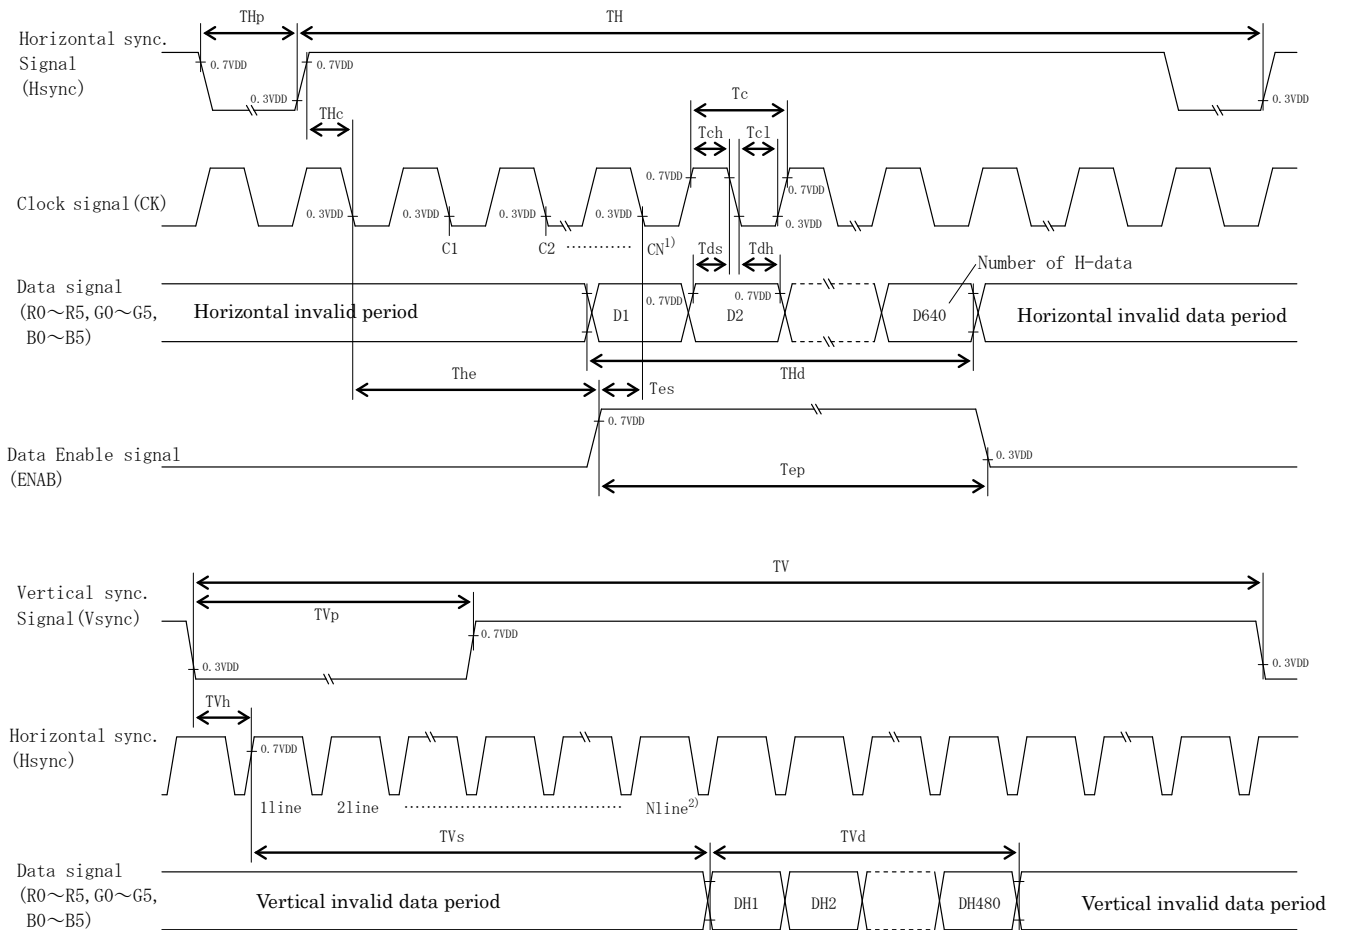 THp
TH
Horizontal sync.
Signal
(Hsync)
0.7VDD
0.7VDD
0.3VDD
0.3VDD
THc
Tc
Tch
Tcl
Clock signal(CK)
0.3VDD
0.3VDD
0.3VDD
0.3VDD
0.7VDD
0.7VDD
0.3VDD
C1
C2
············
CN1)
Tds
Tdh
Number of H-data
Data signal
(R0～R5,G0～G5,
B0～B5)
Horizontal invalid period
D1
0.7VDD
D2
0.7VDD
D640
Horizontal invalid data period
THd
The
Tes
0.7VDD
Data Enable signal
(ENAB)
0.3VDD
Tep
TV
Vertical sync.
Signal(Vsync)
TVp
0.7VDD
0.3VDD
0.3VDD
TVh
Horizontal sync.
(Hsync)
0.7VDD
1line
2line
········································
Nline2)
TVs
TVd
Data signal
(R0～R5,G0～G5,
B0～B5)
Vertical invalid data period
DH1
DH2
DH480
Vertical invalid data period